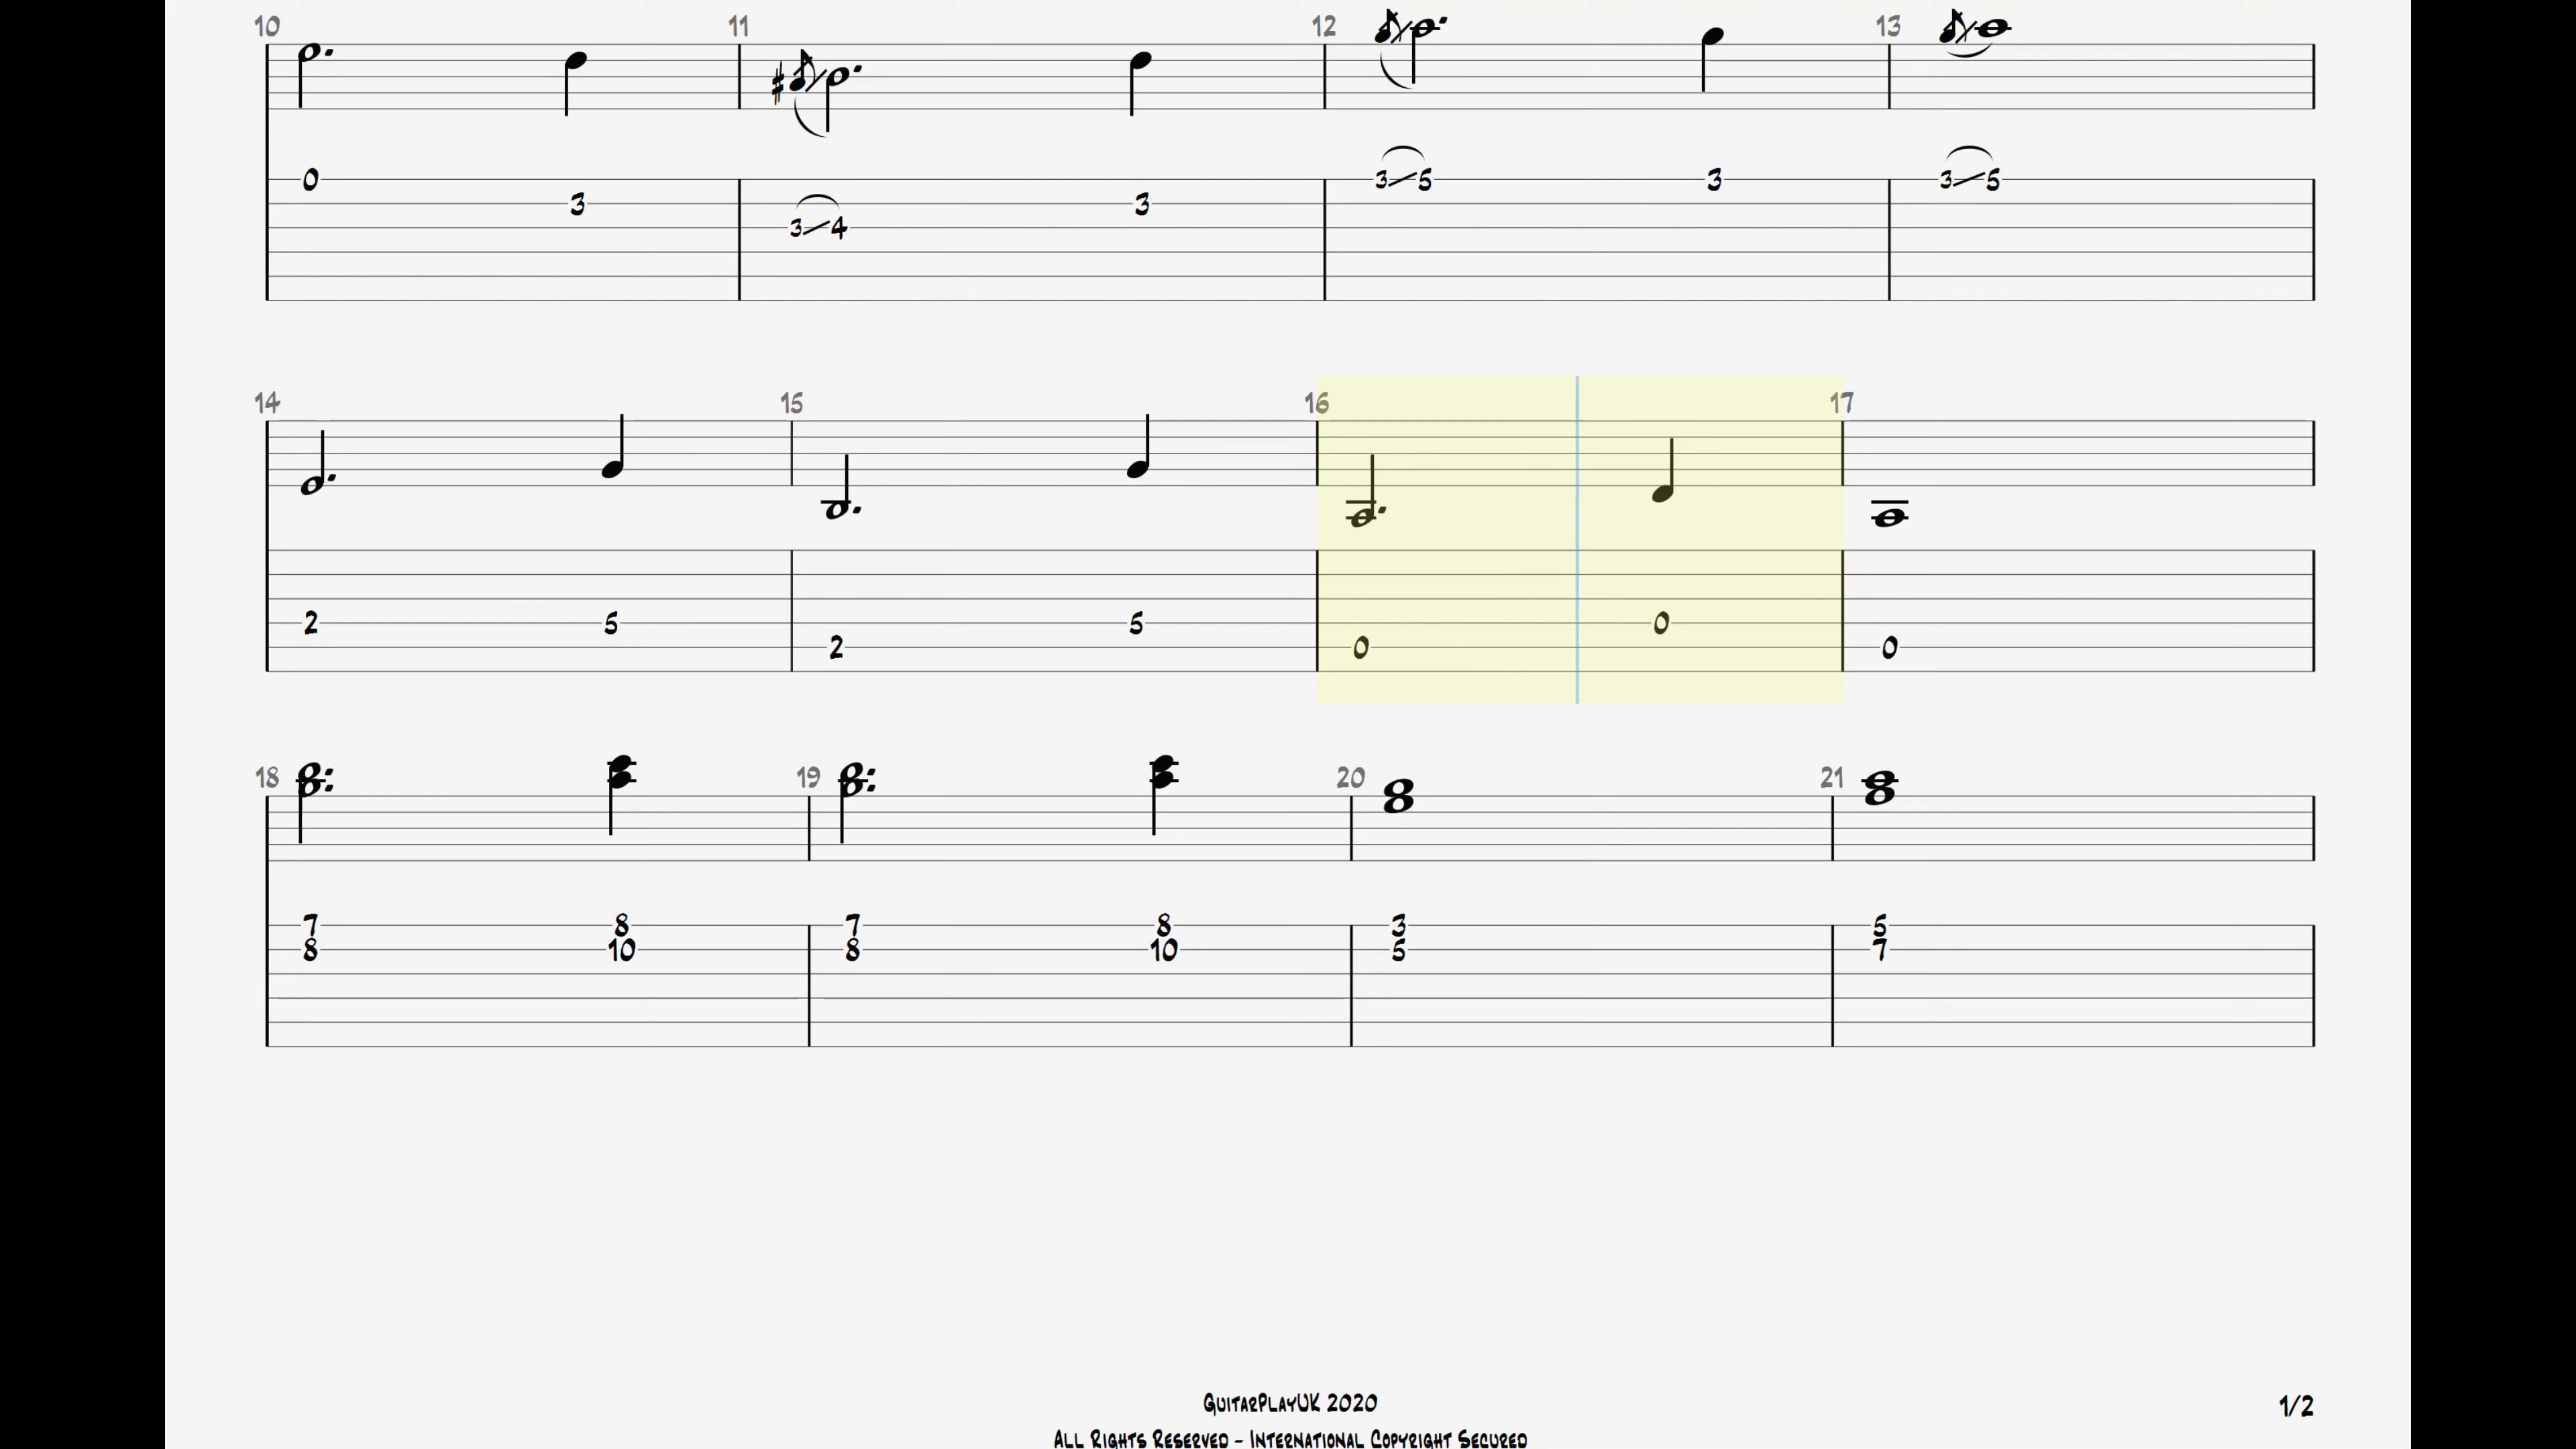 10 11 12 13
0 3 3 4 3 3 5 3 3 5
14 15 16 17
2 5 2 5 0 0 0
18 19 20 21
7 8 7 8 3 5
8 10 8 10 5 7
GuitarPlayUK 2020
1/2
All Rights Reserved - International Copyright Secured